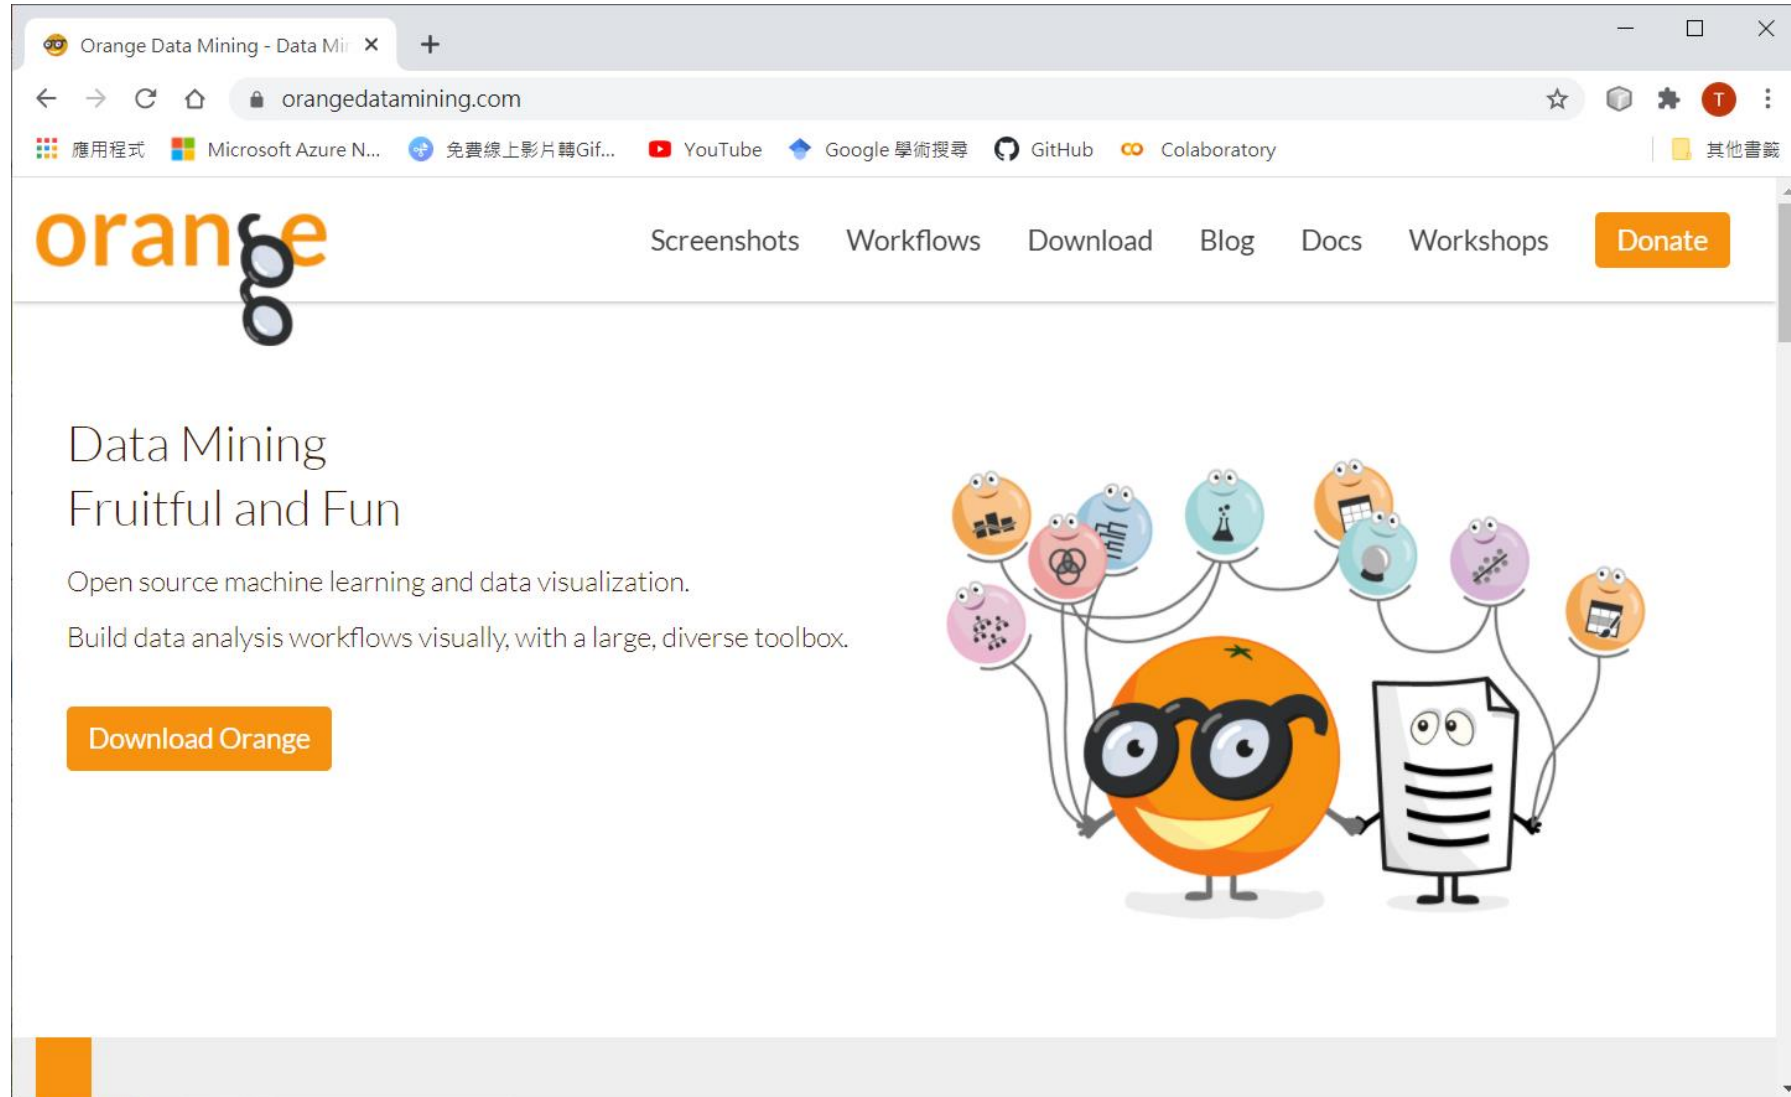 Orange Data Mining - Data Mi
orangedatamining.com
T
應用程式 Microsoft Azure N... 免費線上影片轉Gif... YouTube Google 學術搜尋 GitHub Colaboratory 其他書籤
orange Screenshots Workflows Download Blog Docs Workshops Donate
Data Mining
Fruitful and Fun
Open source machine learning and data visualization.
Build data analysis workflows visually, with a large, diverse toolbox.
Download Orange